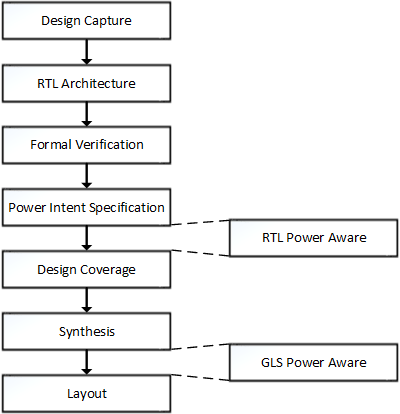 Design Capture
RTL Architecture
Formal Verification
Power Intent Specification
RTL Power Aware
Design Coverage
Synthesis
GLS Power Aware
Layout